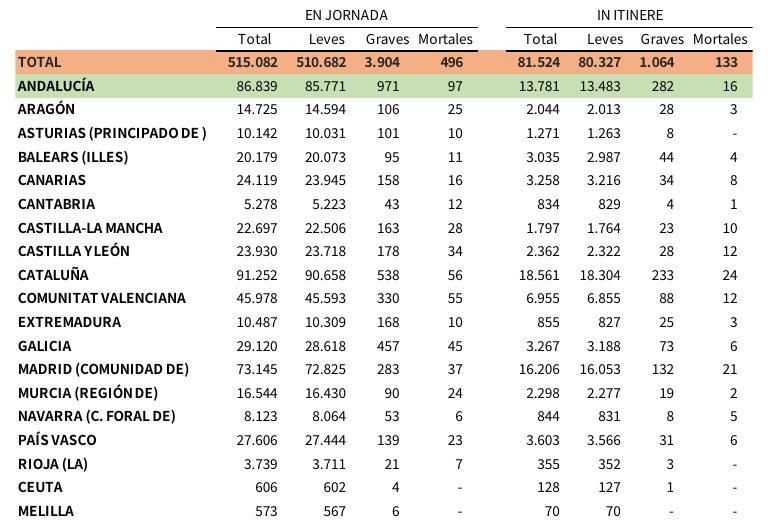 EN JORNADA IN ITINERE
Total Leves Graves Mortales Total Leves Graves Mortales
TOTAL 515.082 510.682 3.904 496 81.524 80.327 1.064 133
ANDALUCÍA 86.839 85.771 971 97 13.781 13.483 282 16
ARAGÓN 14.725 14.594 106 25 2.044 2.013 28 3
ASTURIAS (PRINCIPADO DE ) 10.142 10.031 101 10 1.271 1.263 8 -
BALEARS (ILLES) 20.179 20.073 95 11 3.035 2.987 44 4
CANARIAS 24.119 23.945 158 16 3.258 3.216 34 8
CANTABRIA 5.278 5.223 43 12 834 829 4 1
CASTILLA-LA MANCHA 22.697 22.506 163 28 1.797 1.764 23 10
CASTILLA Y LEÓN 23.930 23.718 178 34 2.362 2.322 28 12
CATALUÑA 91.252 90.658 538 56 18.561 18.304 233 24
COMUNITAT VALENCIANA 45.978 45.593 330 55 6.955 6.855 88 12
EXTREMADURA 10.487 10.309 168 10 855 827 25 3
GALICIA 29.120 28.618 457 45 3.267 3.188 73 6
MADRID (COMUNIDAD DE) 73.145 72.825 283 37 16.206 16.053 132 21
MURCIA (REGIÓN DE) 16.544 16.430 90 24 2.298 2.277 19 2
NAVARRA (C. FORAL DE) 8.123 8.064 53 6 844 831 8 5
PAÍS VASCO 27.606 27.444 139 23 3.603 3.566 31 6
RIOJA (LA) 3.739 3.711 21 7 355 352 3 -
CEUTA 606 602 4 - 128 127 1 -
MELILLA 573 567 6 - 70 70 - -